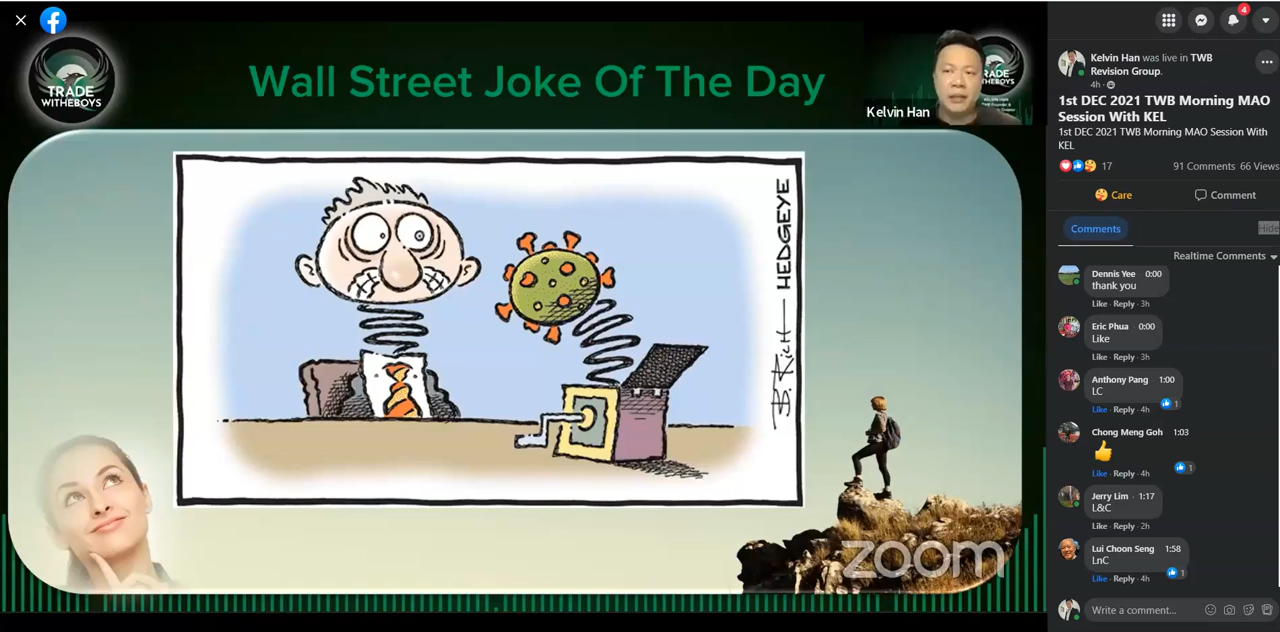 TRADE
WITHEBOYS
Wall Street Joke Of The Day
Kelvin Han
B. Rich — HEDGEYE
zoom
4
Kelvin Han was live in TWB
Revision Group.
4h ·
1st DEC 2021 TWB Morning MAO
Session With KEL
1st DEC 2021 TWB Morning MAO Session With
KEL
17
91 Comments 66 Views
Care
Comment
Comments
Hide
Realtime Comments
Dennis Yee 0:00
thank you
Like · Reply · 3h
Eric Phua 0:00
Like
Like · Reply · 3h
Anthony Pang 1:00
LC
Like · Reply · 4h
1
Chong Meng Goh 1:03
Like · Reply · 4h
1
Jerry Lim · 1:17
L&C
Like · Reply · 2h
Lui Choon Seng 1:58
LnC
Like · Reply · 4h
1
Write a comment...